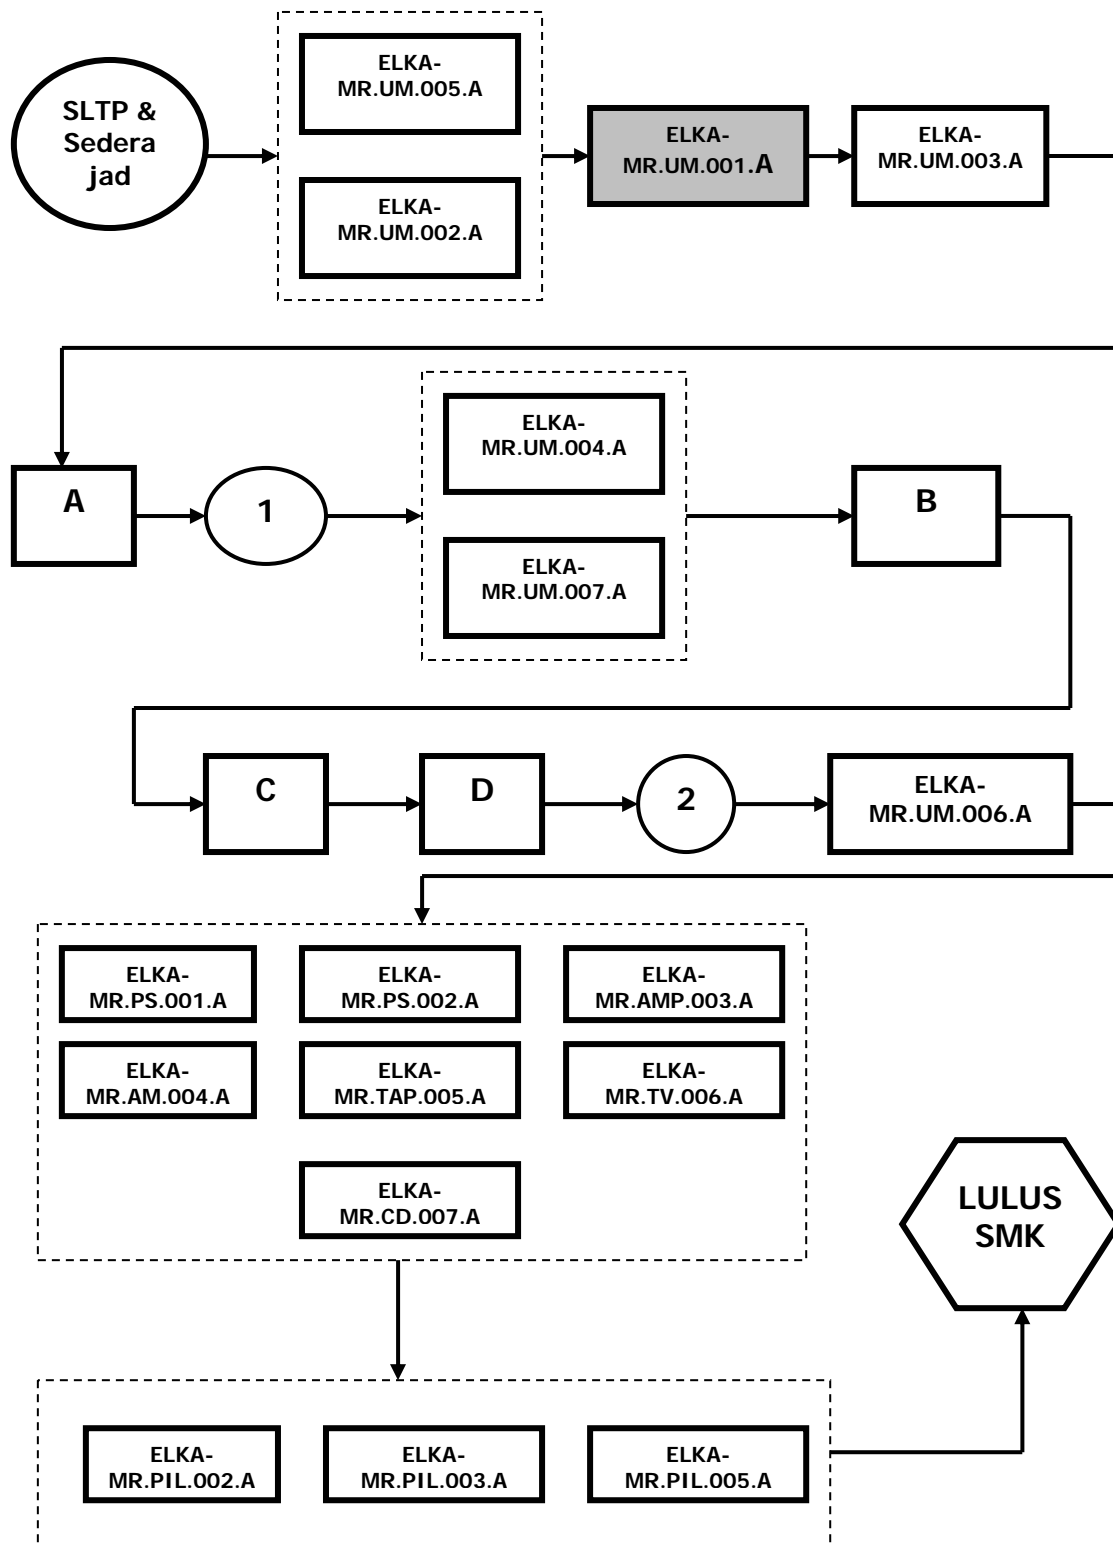 SLTP &
Sedera
jad
ELKA-
MR.UM.005.A
ELKA-
MR.UM.002.A
ELKA-
MR.UM.001.A
ELKA-
MR.UM.003.A
A
1
ELKA-
MR.UM.004.A
ELKA-
MR.UM.007.A
B
C
D
2
ELKA-
MR.UM.006.A
ELKA-
MR.PS.001.A
ELKA-
MR.PS.002.A
ELKA-
MR.AMP.003.A
ELKA-
MR.AM.004.A
ELKA-
MR.TAP.005.A
ELKA-
MR.TV.006.A
ELKA-
MR.CD.007.A
LULUS
SMK
ELKA-
MR.PIL.002.A
ELKA-
MR.PIL.003.A
ELKA-
MR.PIL.005.A